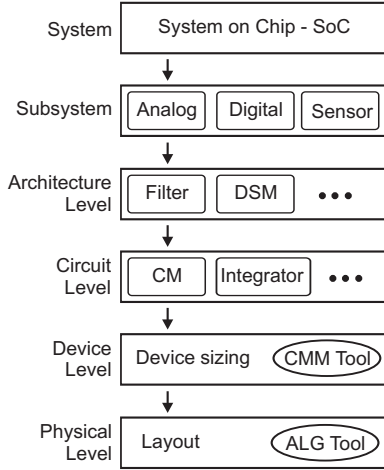 System
System on Chip - SoC
Subsystem
Analog
Digital
Sensor
Architecture
Level
Filter
DSM
•••
Circuit
Level
CM
Integrator
•••
Device
Level
Device sizing
CMM Tool
Physical
Level
Layout
ALG Tool